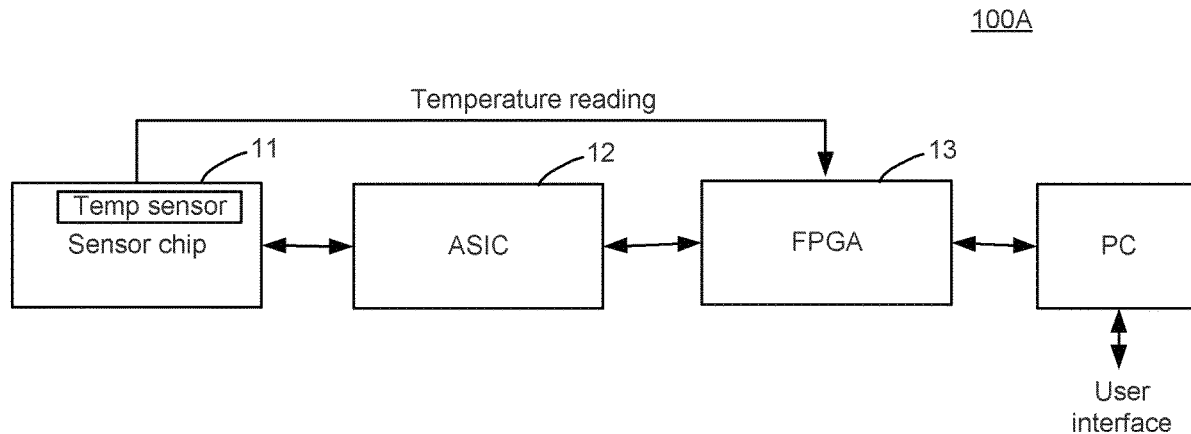 100A
Temperature reading
11
12
13
Temp sensor
Sensor chip
ASIC
FPGA
PC
User
interface